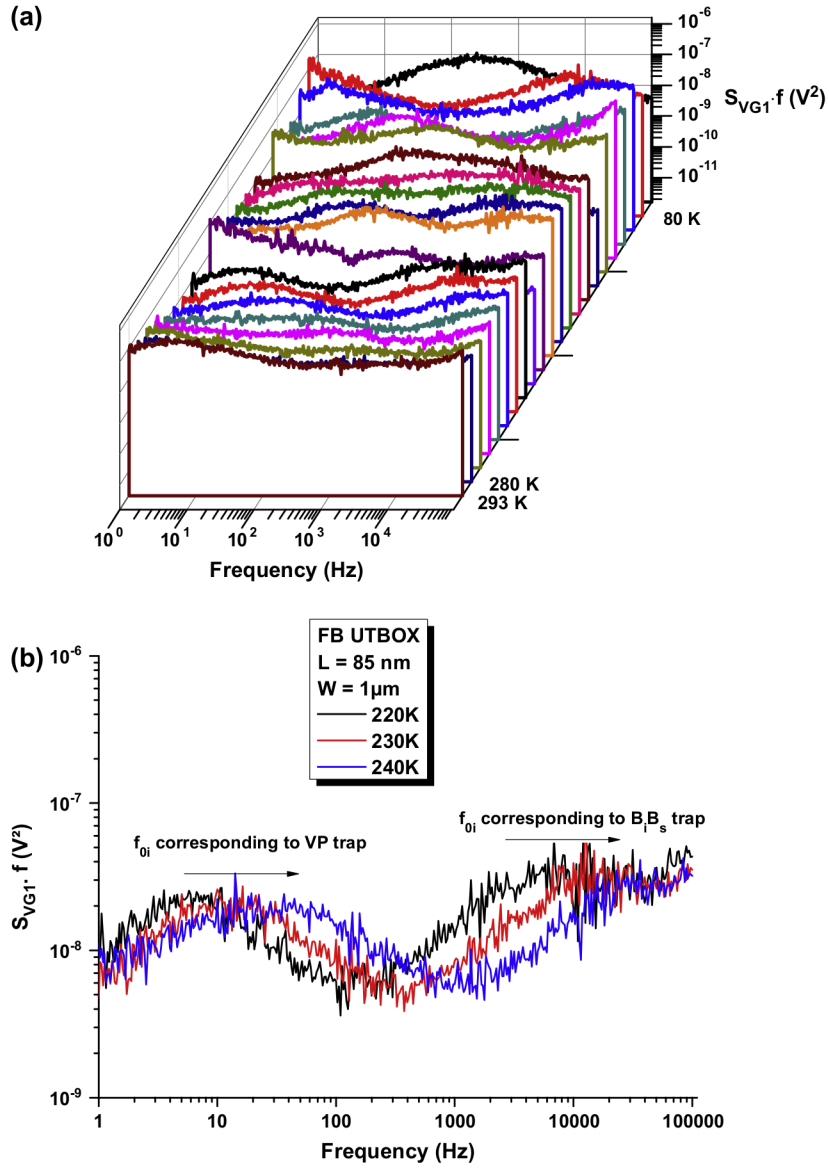 (a)
10⁻⁶
10⁻⁷
10⁻⁸
10⁻⁹
10⁻¹⁰
10⁻¹¹
S_VG1·f (V²)
80 K
280 K
293 K
10⁰ 10¹ 10² 10³ 10⁴
Frequency (Hz)
(b)
FB UTBOX
L = 85 nm
W = 1µm
220K
230K
240K
10⁻⁶
10⁻⁷
10⁻⁸
10⁻⁹
S_VG1· f (V²)
f₀ᵢ corresponding to VP trap
f₀ᵢ corresponding to BᵢBₛ trap
1 10 100 1000 10000 100000
Frequency (Hz)